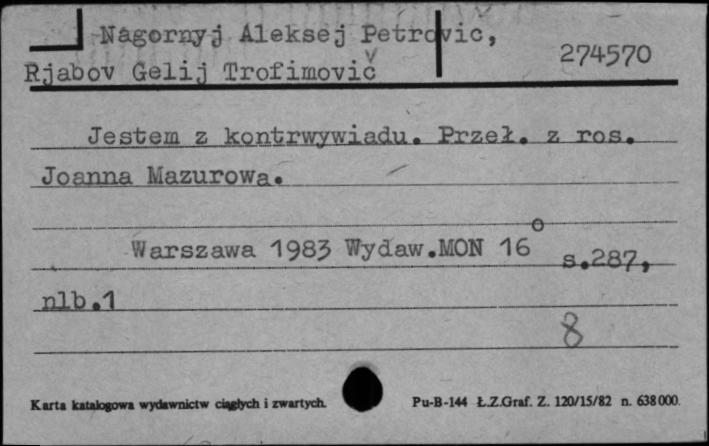 Nagornyj Aleksej Petrovic,
274570
Rjabov Gelij Trofimovič
Jestem z kontrwywiadu. Przeł. z ros.
Joanna Mazurowa.
Warszawa 1983 Wydaw.MON 16° s.287,
nlb.1
8
Karta katalogowa wydawnictw ciągłych i zwartych. Pu-B-144 Ł.Z.Graf. Z. 120/15/82 n. 638000.